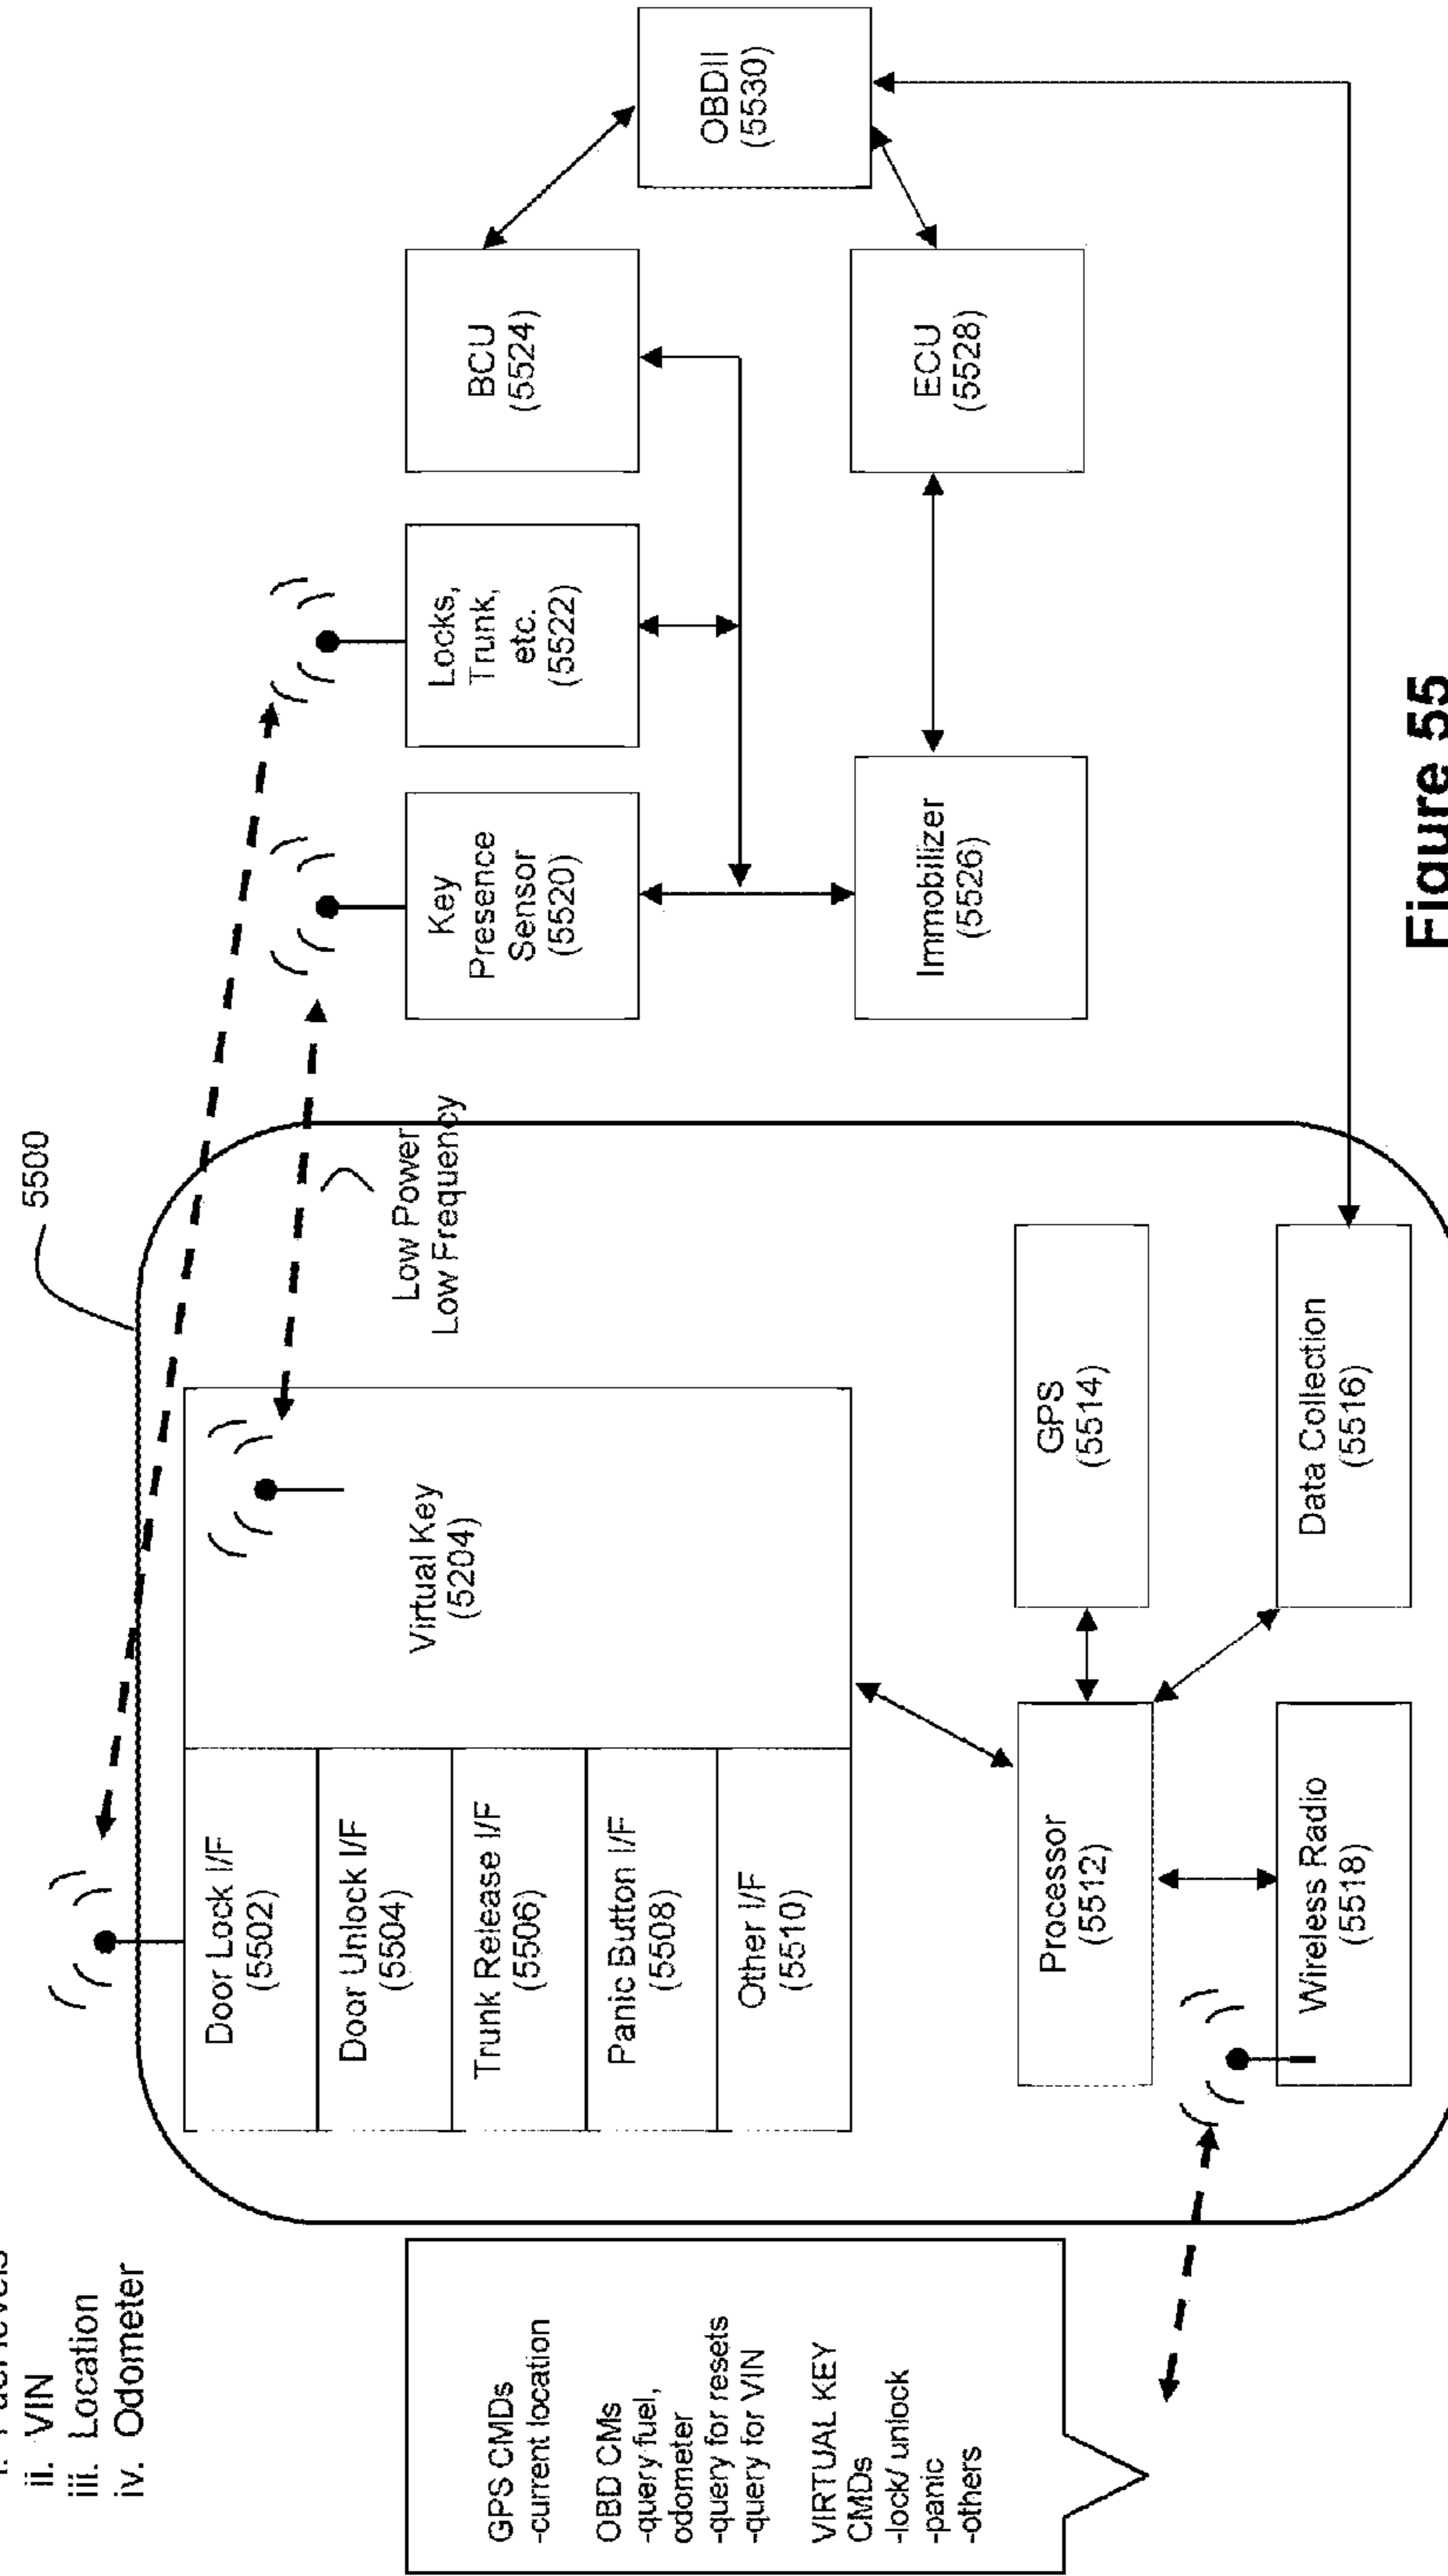 ii. VIN
iii. Location
iv. Odometer
5500
GPS CMDs
-current location
OBD CMs
-query fuel,
odometer
-query for resets
-query for VIN
VIRTUAL KEY
CMDs
-lock/ unlock
-panic
-others
Door Lock I/F
(5502)
Door Unlock I/F
(5504)
Trunk Release I/F
(5506)
Panic Button I/F
(5508)
Other I/F
(5510)
Virtual Key
(5204)
Low Power
Low Frequency
Processor
(5512)
GPS
(5514)
Wireless Radio
(5518)
Data Collection
(5516)
Key
Presence
Sensor
(5520)
Locks,
Trunk,
etc.
(5522)
BCU
(5524)
Immobilizer
(5526)
ECU
(5528)
OBDII
(5530)
Figure 55